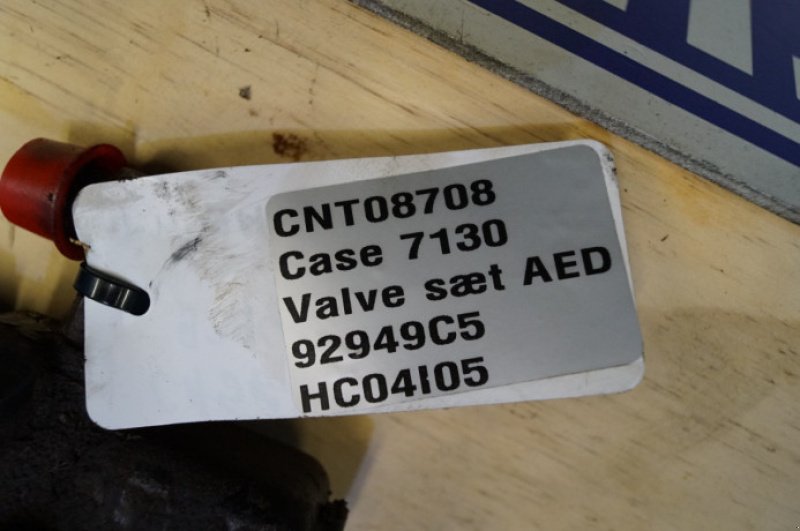 CNT08708
Case 7130
Valve sæt AED
92949C5
HC04I05